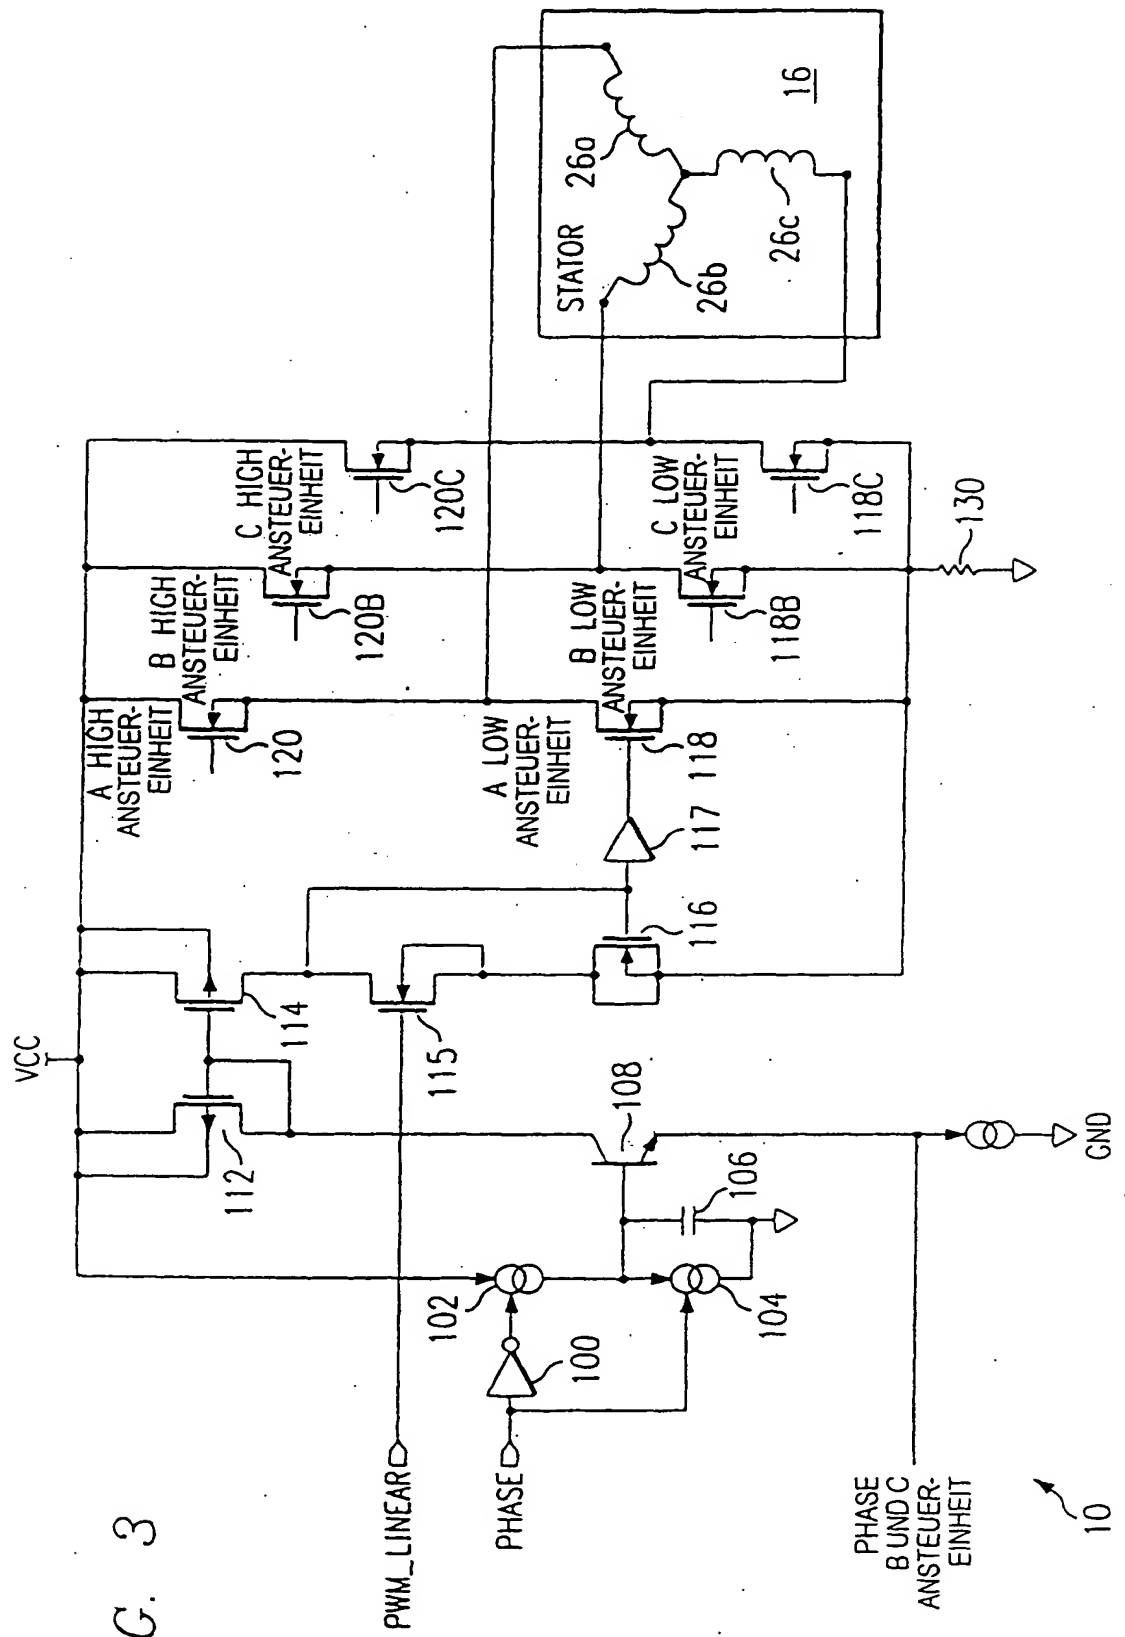 G. 3
VCC
112
114
115
116
117
A HIGH
ANSTEUER-
EINHEIT
120
B HIGH
ANSTEUER-
EINHEIT
120B
C HIGH
ANSTEUER-
EINHEIT
120C
A LOW
ANSTEUER-
EINHEIT
118
B LOW
ANSTEUER-
EINHEIT
118B
C LOW
ANSTEUER-
EINHEIT
118C
130
STATOR
16
26a
26b
26c
PWM_LINEAR
PHASE
100
102
104
106
108
GND
PHASE
B UND C
ANSTEUER-
EINHEIT
10